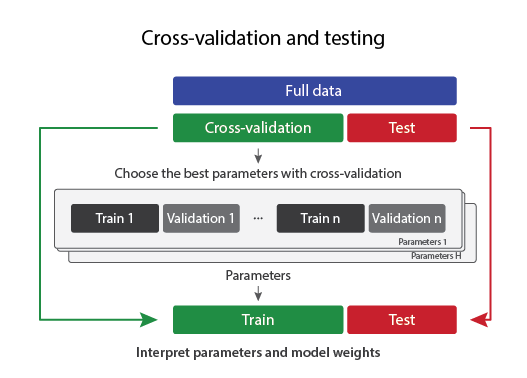 Cross-validation and testing
Full data
Cross-validation Test
Choose the best parameters with cross-validation
Train 1 Validation 1 ... Train n Validation n
Parameters 1
Parameters H
Parameters
Train Test
Interpret parameters and model weights